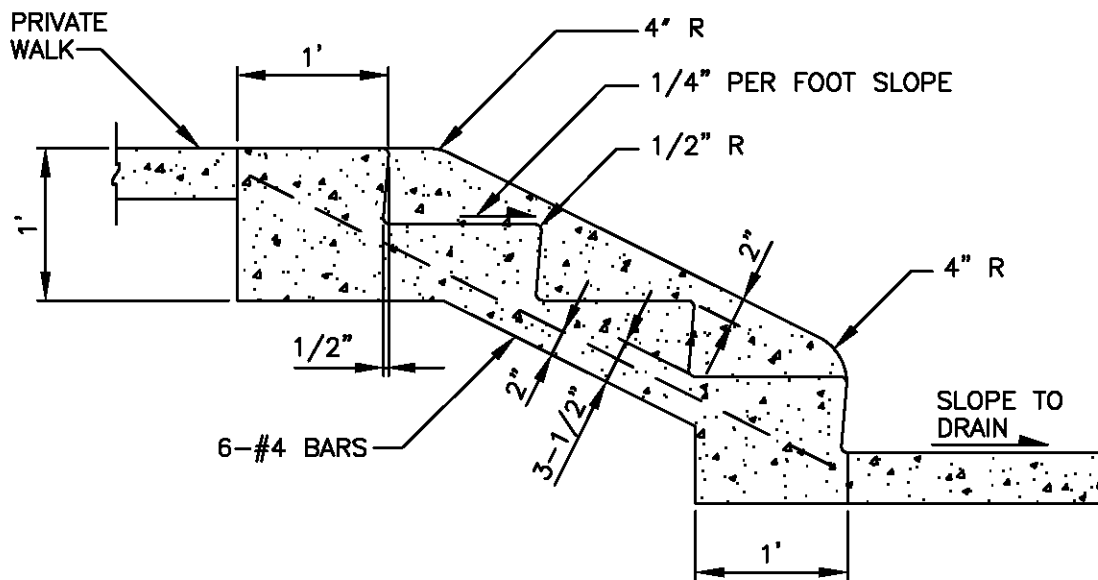 PRIVATE
WALK
1'
4" R
1/4" PER FOOT SLOPE
1/2" R
1'
2"
4" R
1/2"
2"
3-1/2"
6-#4 BARS
SLOPE TO
DRAIN
1'